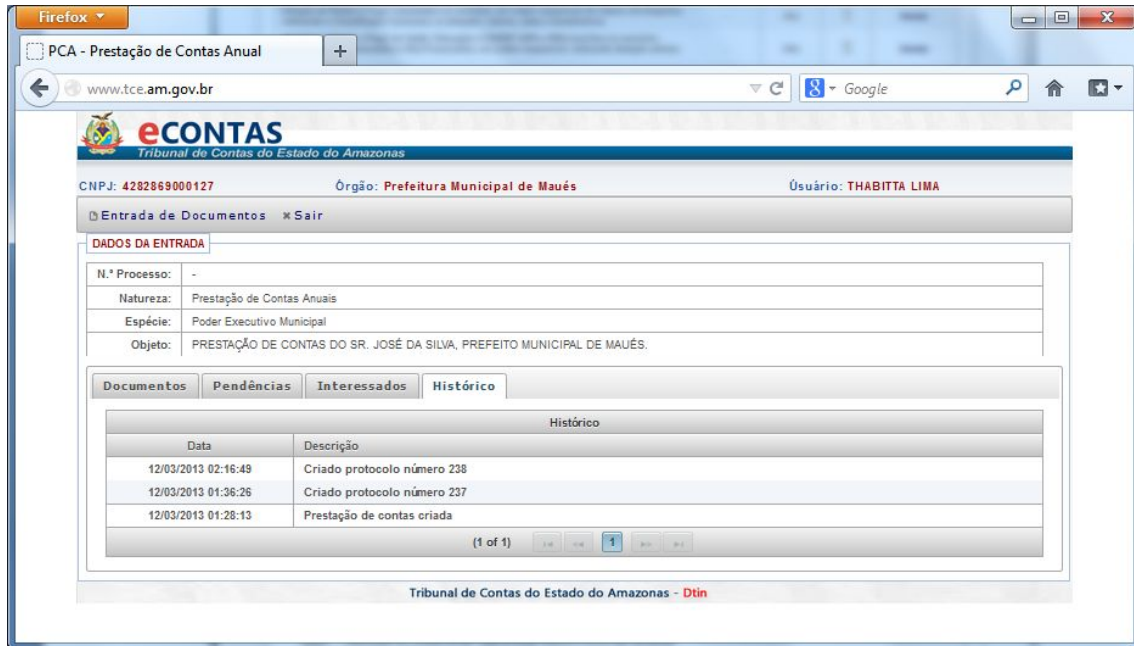 Firefox
PCA - Prestação de Contas Anual
www.tce.am.gov.br
Google
eCONTAS
Tribunal de Contas do Estado do Amazonas
CNPJ: 4282869000127 Órgão: Prefeitura Municipal de Maués Úsuário: THABITTA LIMA
Entrada de Documentos Sair
DADOS DA ENTRADA
N.º Processo: -
Natureza: Prestação de Contas Anuais
Espécie: Poder Executivo Municipal
Objeto: PRESTAÇÃO DE CONTAS DO SR. JOSÉ DA SILVA, PREFEITO MUNICIPAL DE MAUÉS.
Documentos Pendências Interessados Histórico
Histórico
Data Descrição
12/03/2013 02:16:49 Criado protocolo número 238
12/03/2013 01:36:26 Criado protocolo número 237
12/03/2013 01:28:13 Prestação de contas criada
(1 of 1) 1
Tribunal de Contas do Estado do Amazonas - Dtin